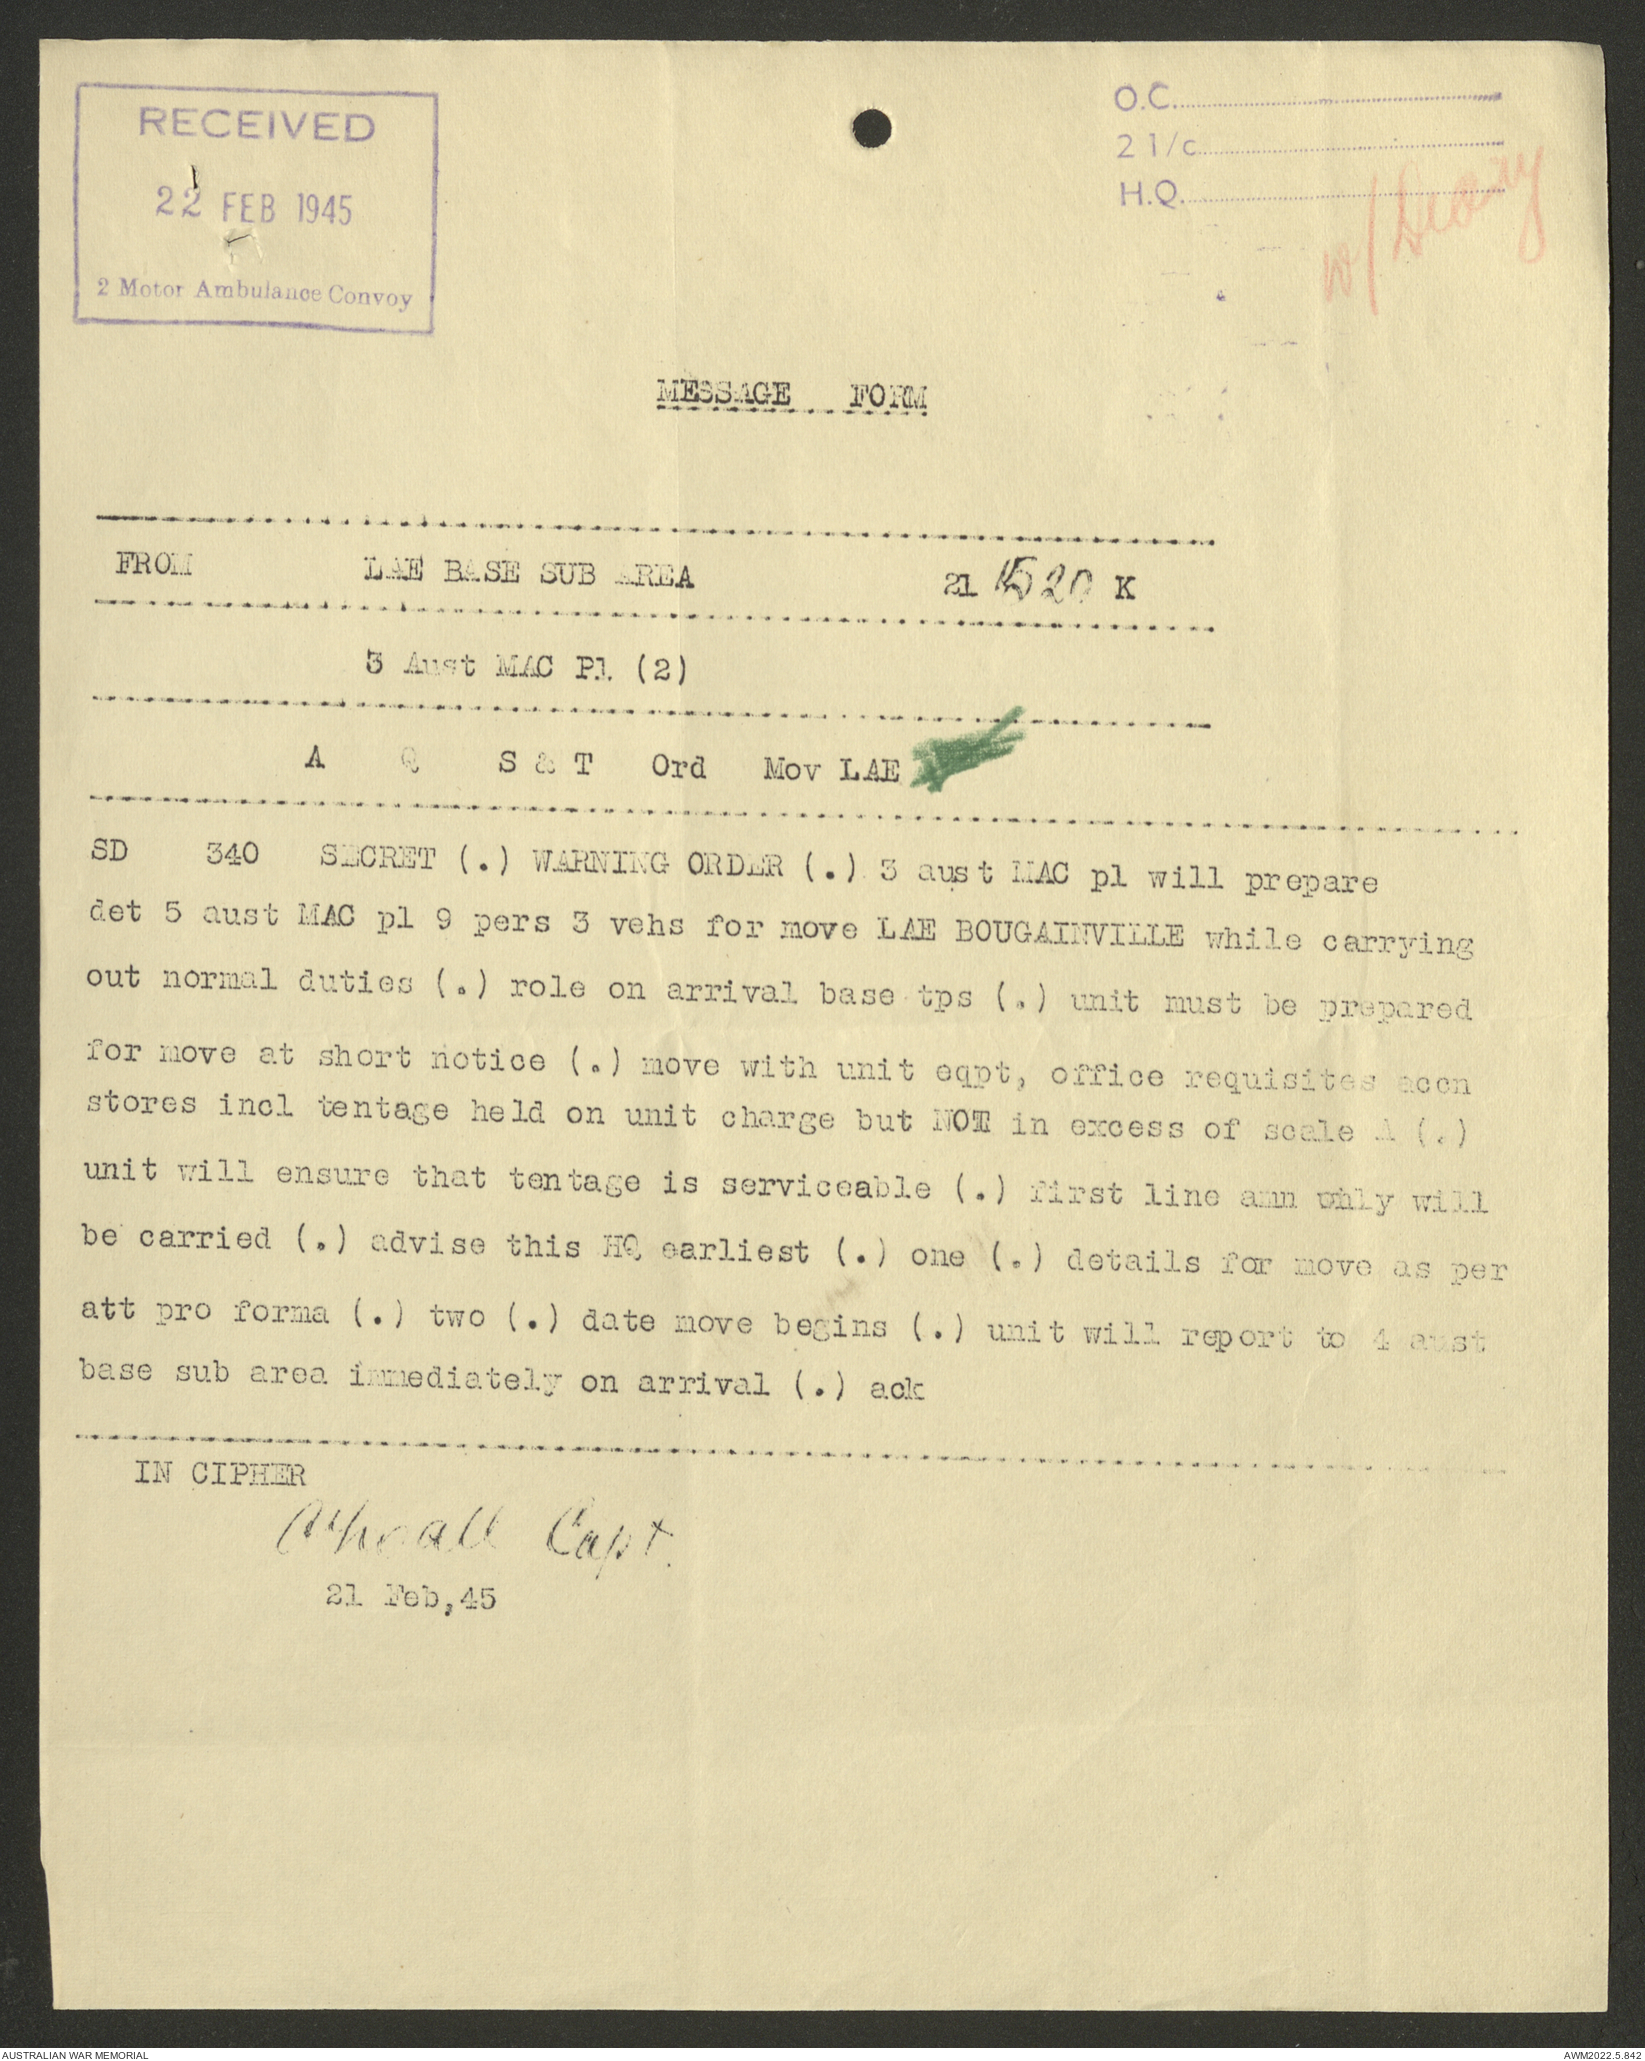 RECEIVED
22 FEB 1945
2 Motor Ambulance Convoy
O.C.
2 I/c
H.Q.
w/Diary
MESSAGE FORM
FROM LAE BASE SUB AREA 21 1520 K
3 Aust MAC Pl (2)
A Q S & T Ord Mov LAE
SD 340 SECRET (.) WARNING ORDER (.) 3 aust MAC pl will prepare
det 5 aust MAC pl 9 pers 3 vehs for move LAE BOUGAINVILLE while carrying
out normal duties (.) role on arrival base tps (.) unit must be prepared
for move at short notice (.) move with unit eqpt, office requisites accn
stores incl tentage held on unit charge but NOT in excess of scale A (.)
unit will ensure that tentage is serviceable (.) first line amn only will
be carried (.) advise this HQ earliest (.) one (.) details for move as per
att pro forma (.) two (.) date move begins (.) unit will report to 4 aust
base sub area immediately on arrival (.) ack
IN CIPHER
Capt.
21 Feb,45
AUSTRALIAN WAR MEMORIAL
AWM2022.5.842